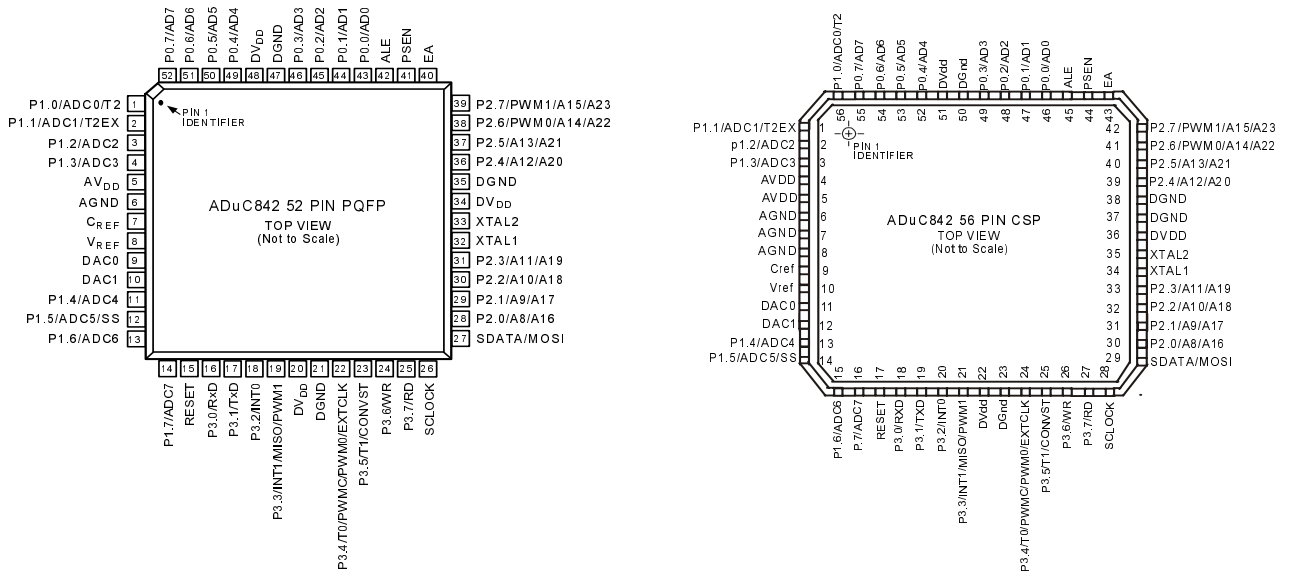 P0.7/AD7
P0.6/AD6
P0.5/AD5
P0.4/AD4
DVDD
DGND
P0.3/AD3
P0.2/AD2
P0.1/AD1
P0.0/AD0
ALE
PSEN
EA
52 51 50 49 48 47 46 45 44 43 42 41 40
P1.0/ADC0/T2 1
P1.1/ADC1/T2EX 2
P1.2/ADC2 3
P1.3/ADC3 4
AVDD 5
AGND 6
CREF 7
VREF 8
DAC0 9
DAC1 10
P1.4/ADC4 11
P1.5/ADC5/SS 12
P1.6/ADC6 13
PIN 1
IDENTIFIER
ADuC842 52 PIN PQFP
TOP VIEW
(Not to Scale)
39 P2.7/PWM1/A15/A23
38 P2.6/PWM0/A14/A22
37 P2.5/A13/A21
36 P2.4/A12/A20
35 DGND
34 DVDD
33 XTAL2
32 XTAL1
31 P2.3/A11/A19
30 P2.2/A10/A18
29 P2.1/A9/A17
28 P2.0/A8/A16
27 SDATA/MOSI
14 15 16 17 18 19 20 21 22 23 24 25 26
P1.7/ADC7
RESET
P3.0/RxD
P3.1/TxD
P3.2/INT0
P3.3/INT1/MISO/PWM1
DVDD
DGND
P3.4/T0/PWMC/PWM0/EXTCLK
P3.5/T1/CONVST
P3.6/WR
P3.7/RD
SCLOCK
P1.0/ADC0/T2
P0.7/AD7
P0.6/AD6
P0.5/AD5
P0.4/AD4
DVdd
DGnd
P0.3/AD3
P0.2/AD2
P0.1/AD1
P0.0/AD0
ALE
PSEN
EA
56 55 54 53 52 51 50 49 48 47 46 45 44 43
P1.1/ADC1/T2EX 1
p1.2/ADC2 2
P1.3/ADC3 3
AVDD 4
AVDD 5
AGND 6
AGND 7
AGND 8
Cref 9
Vref 10
DAC0 11
DAC1 12
P1.4/ADC4 13
P1.5/ADC5/SS 14
PIN 1
IDENTIFIER
ADuC842 56 PIN CSP
TOP VIEW
(Not to Scale)
42 P2.7/PWM1/A15/A23
41 P2.6/PWM0/A14/A22
40 P2.5/A13/A21
39 P2.4/A12/A20
38 DGND
37 DGND
36 DVDD
35 XTAL2
34 XTAL1
33 P2.3/A11/A19
32 P2.2/A10/A18
31 P2.1/A9/A17
30 P2.0/A8/A16
29 SDATA/MOSI
15 16 17 18 19 20 21 22 23 24 25 26 27 28
P1.6/ADC6
P.7/ADC7
RESET
P3.0/RXD
P3.1/TXD
P3.2/INT0
P3.3/INT1/MISO/PWM1
DVdd
DGnd
P3.4/T0/PWMC/PWM0/EXTCLK
P3.5/T1/CONVST
P3.6/WR
P3.7/RD
SCLOCK